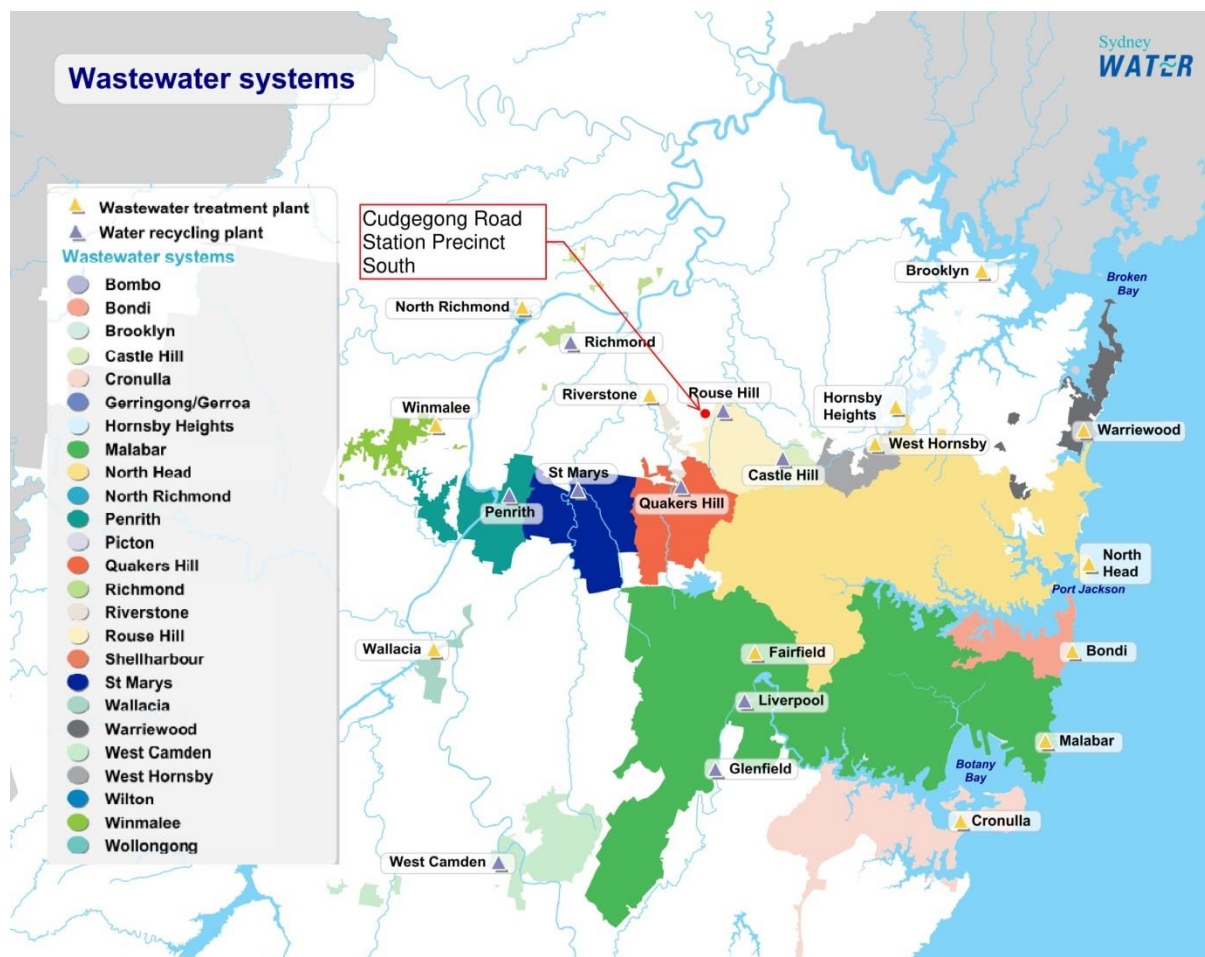 Wastewater systems
Sydney
WATER
Wastewater treatment plant
Water recycling plant
Wastewater systems
Bombo
Bondi
Brooklyn
Castle Hill
Cronulla
Gerringong/Gerroa
Hornsby Heights
Malabar
North Head
North Richmond
Penrith
Picton
Quakers Hill
Richmond
Riverstone
Rouse Hill
Shellharbour
St Marys
Wallacia
Warriewood
West Camden
West Hornsby
Wilton
Winmalee
Wollongong
Cudgegong Road
Station Precinct
South
Brooklyn
Broken
Bay
North Richmond
Richmond
Riverstone
Rouse Hill
Hornsby
Heights
Winmalee
Warriewood
West Hornsby
Castle Hill
St Marys
Quakers Hill
Penrith
North
Head
Port Jackson
Wallacia
Fairfield
Bondi
Liverpool
Malabar
Glenfield
Botany
Bay
Cronulla
West Camden